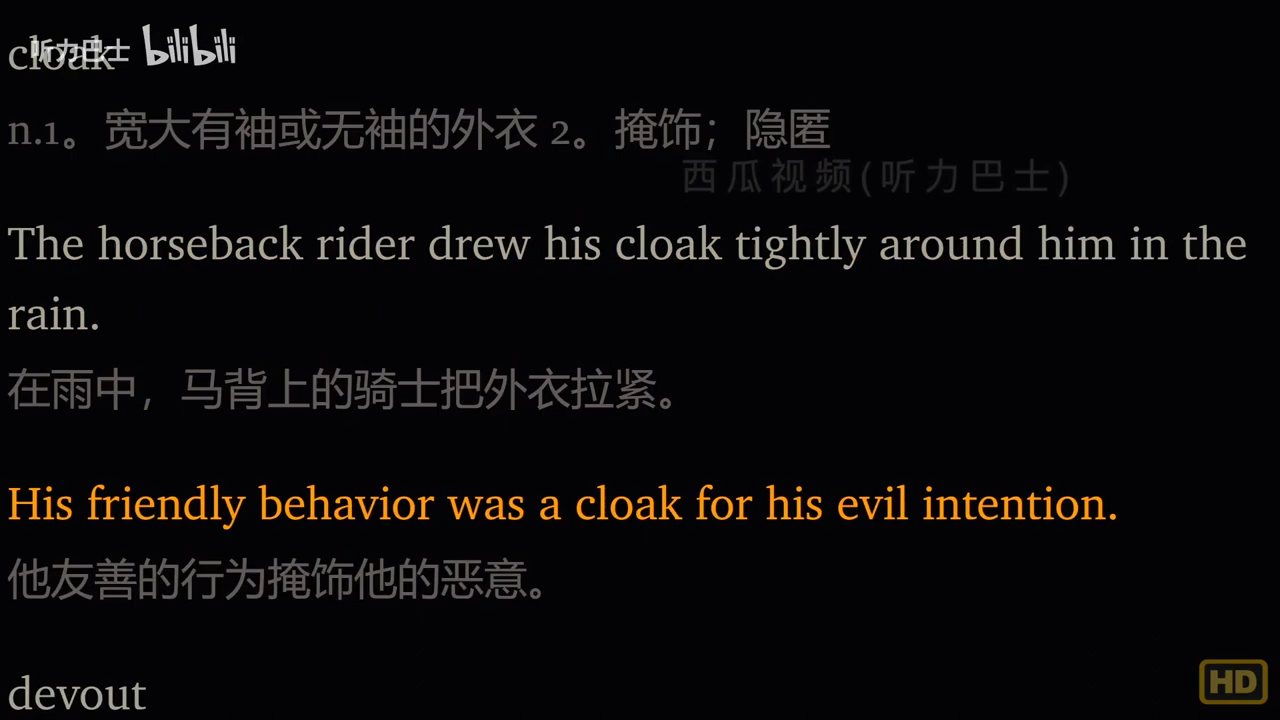 cloak
听力巴士 bilibili
n.1。宽大有袖或无袖的外衣 2。掩饰；隐匿
西瓜视频(听力巴士)
The horseback rider drew his cloak tightly around him in the
rain.
在雨中，马背上的骑士把外衣拉紧。
His friendly behavior was a cloak for his evil intention.
他友善的行为掩饰他的恶意。
devout
HD